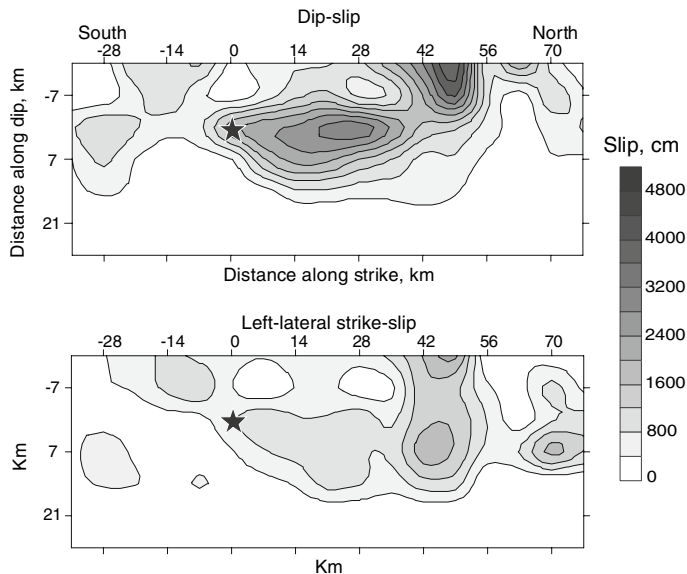 Dip-slip
South North
-28 -14 0 14 28 42 56 70
-7
7
21
Distance along dip, km
Distance along strike, km
Slip, cm
4800
4000
3200
2400
1600
800
0
Left-lateral strike-slip
-28 -14 0 14 28 42 56 70
-7
7
21
Km
Km